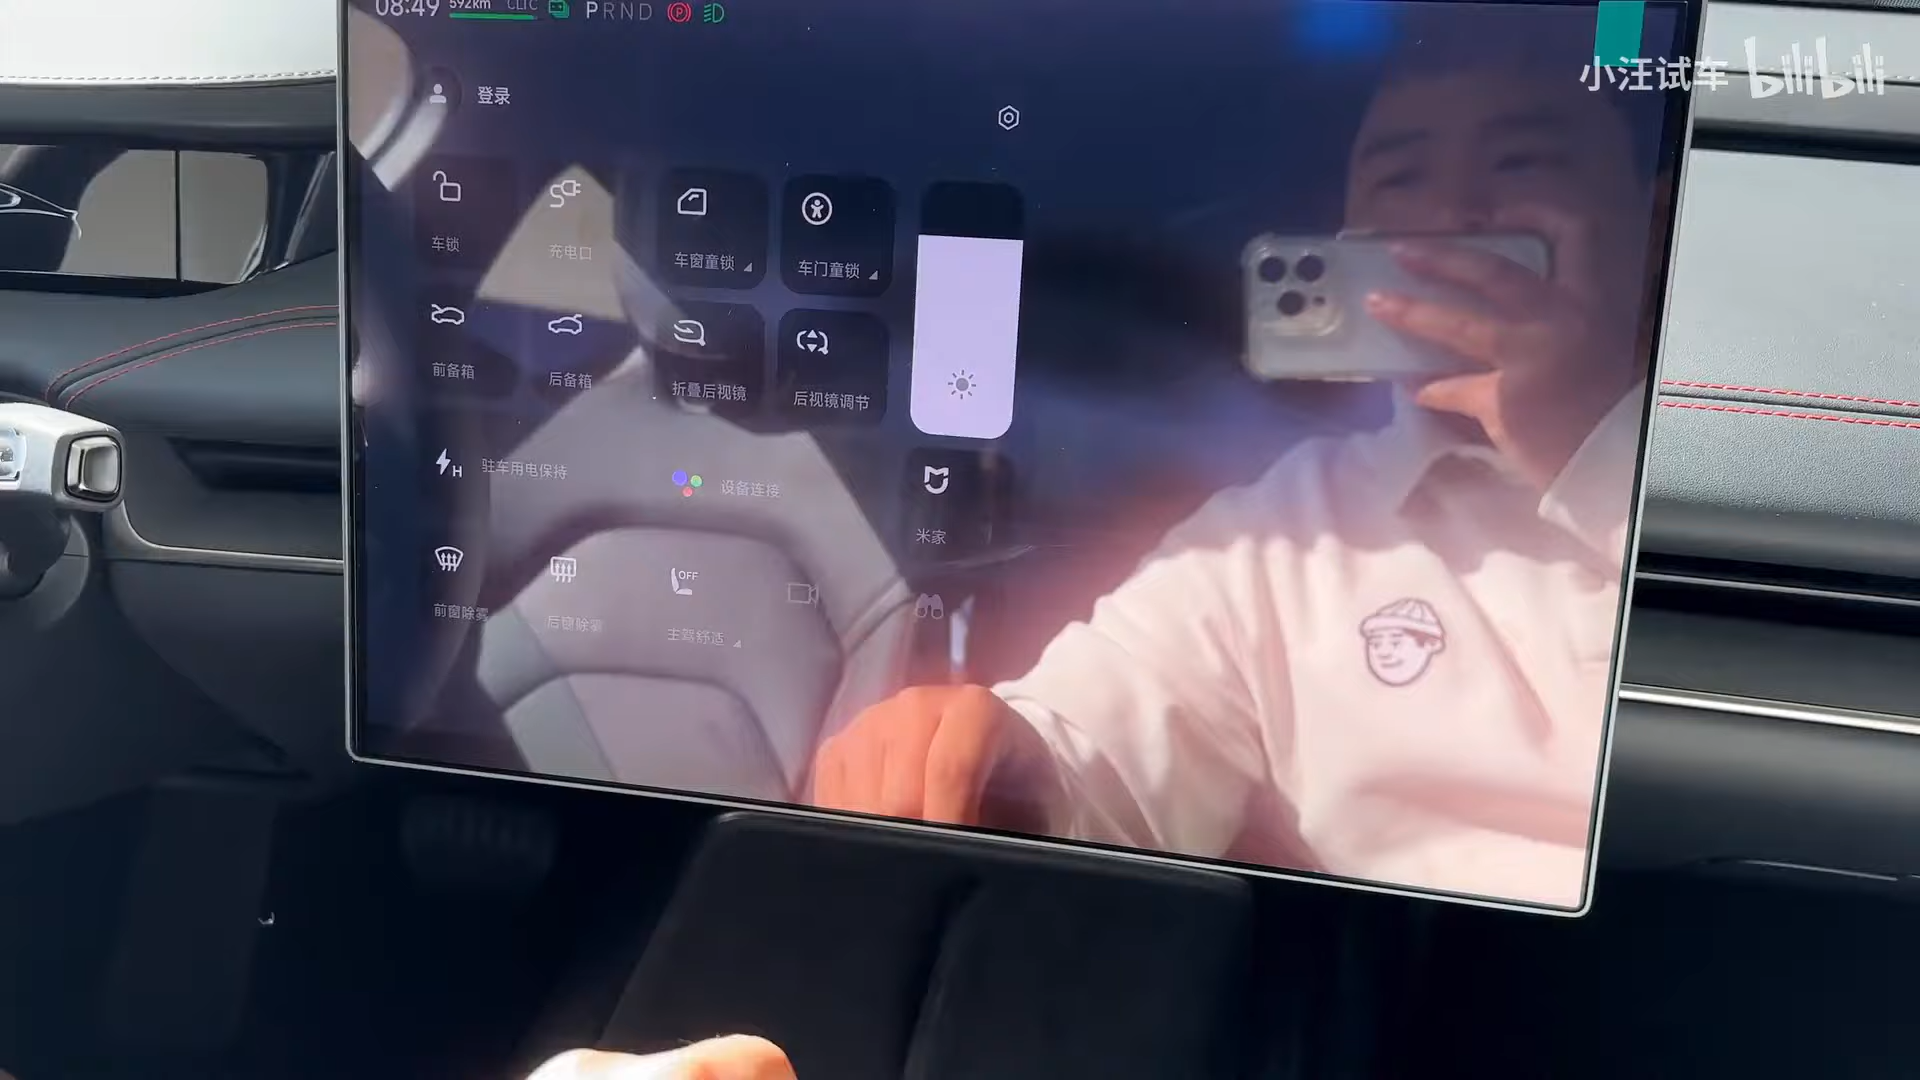 08:49 592km CLTC PRND
小汪试车 bilibili
登录
车锁 充电口 车窗童锁 车门童锁
前备箱 后备箱 折叠后视镜 后视镜调节
H 驻车用电保持 设备连接
米家
OFF
前窗除雾 后窗除雾 主驾舒适